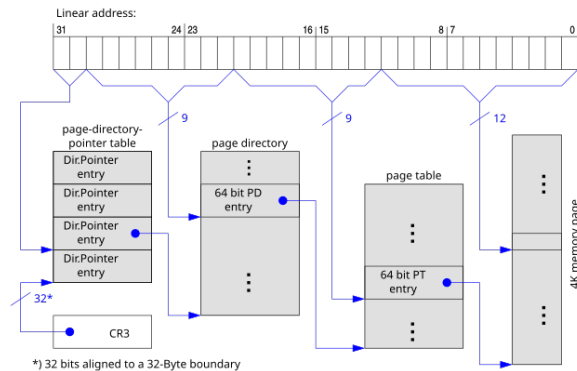 Linear address:
31 24 23 16 15 8 7 0
9 9 12
page-directory-
pointer table
page directory
page table
Dir.Pointer
entry
Dir.Pointer
entry
Dir.Pointer
entry
Dir.Pointer
entry
64 bit PD
entry
64 bit PT
entry
4K memory page
32*
CR3
*) 32 bits aligned to a 32-Byte boundary